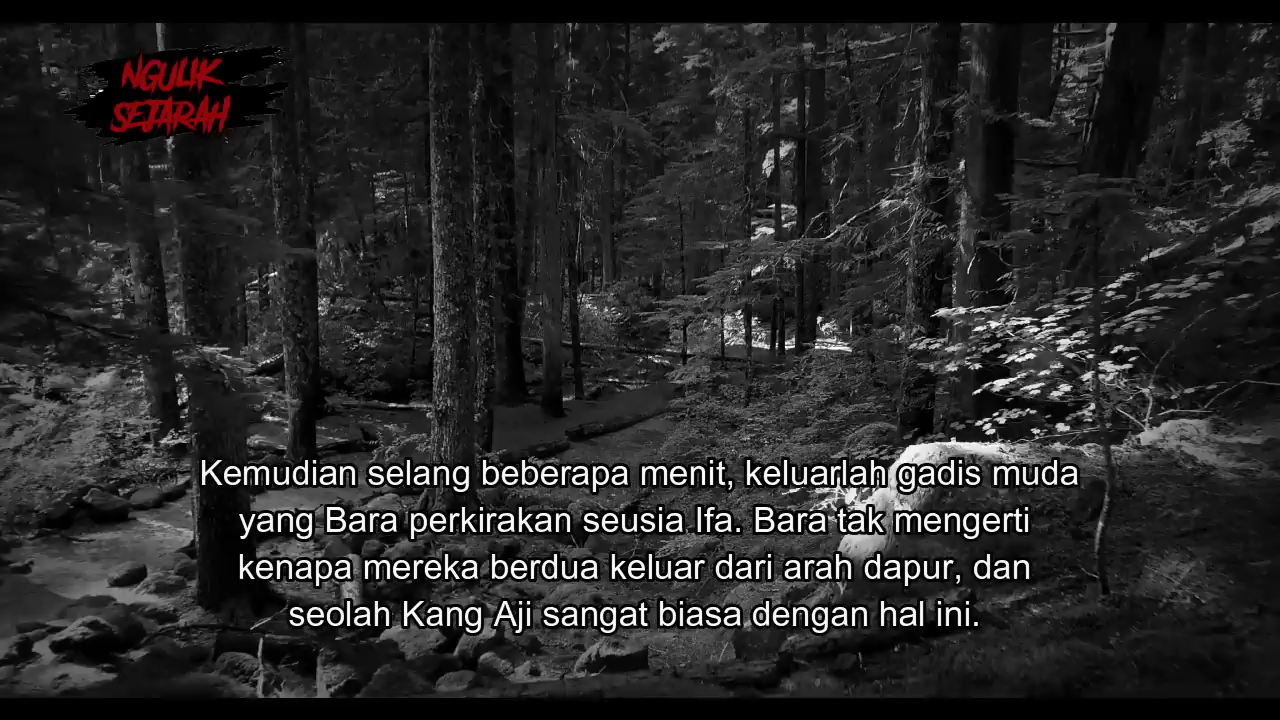 NGULIK
SEJARAH
Kemudian selang beberapa menit, keluarlah gadis muda
yang Bara perkirakan seusia Ifa. Bara tak mengerti
kenapa mereka berdua keluar dari arah dapur, dan
seolah Kang Aji sangat biasa dengan hal ini.